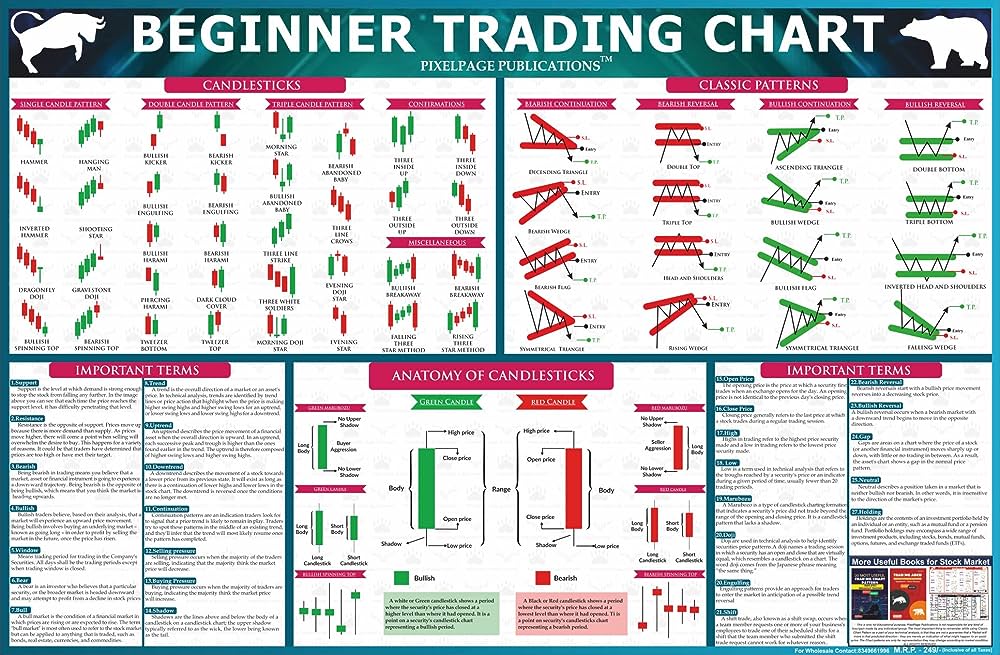 BEGINNER TRADING CHART
PIXELPAGE PUBLICATIONS™
CANDLESTICKS
SINGLE CANDLE PATTERN
DOUBLE CANDLE PATTERN
TRIPLE CANDLE PATTERN
CONFIRMATIONS
HAMMER
HANGING
MAN
BULLISH
KICKER
BEARISH
KICKER
MORNING
STAR
BEARISH
ABANDONED
BABY
THREE
INSIDE
UP
THREE
INSIDE
DOWN
INVERTED
HAMMER
SHOOTING
STAR
BULLISH
ENGULFING
BEARISH
ENGULFING
BULLISH
ABANDONED
BABY
THREE
LINE
CROWS
THREE
OUTSIDE
UP
THREE
OUTSIDE
DOWN
MISCELLANEOUS
DRAGONFLY
DOJI
GRAVESTONE
DOJI
BULLISH
HARAMI
BEARISH
HARAMI
THREE LINE
STRIKE
EVENING
DOJI
STAR
BULLISH
BREAKAWAY
BEARISH
BREAKAWAY
PIERCING
HARAMI
DARK CLOUD
COVER
THREE WHITE
SOLDIERS
BULLISH
SPINNING TOP
BEARISH
SPINNING TOP
TWEEZER
BOTTOM
TWEEZER
TOP
MORNING DOJI
STAR
EVENING
STAR
FALLING
THREE
STAR METHOD
RISING
THREE
STAR METHOD
CLASSIC PATTERNS
BEARISH CONTINUATION
BEARISH REVERSAL
BULLISH CONTINUATION
BULLISH REVERSAL
DECENDING TRIANGLE
DOUBLE TOP
ASCENDING TRIANGLE
DOUBLE BOTTOM
BEARISH WEDGE
TRIPLE TOP
BULLISH WEDGE
TRIPLE BOTTOM
BEARISH FLAG
HEAD AND SHOULDERS
BULLISH FLAG
INVERTED HEAD AND SHOULDERS
SYMMETRICAL TRIANGLE
RISING WEDGE
SYMMETRICAL TRIANGLE
FALLING WEDGE
IMPORTANT TERMS
1.Support
Support is the level at which demand is strong enough
to stop the stock from falling any further. In the image
above you can see that each time the price reaches the
support level, it has difficulty penetrating that level.
2.Resistance
Resistance is the opposite of support. Prices move up
because there is more demand than supply. As prices
move higher, there will come a point when selling will
overwhelm the desire to buy. This happens for a variety
of reasons. It could be that traders have determined that
prices are too high or have met their target.
3.Bearish
Being bearish in trading means you believe that a
market, asset or financial instrument is going to experience
a downward trajectory. Being bearish is the opposite of
being bullish, which means that you think the market is
heading upwards.
4.Bullish
Bullish traders believe, based on their analysis, that a
market will experience an upward price movement.
Being bullish involves buying an underlying market –
known as going long – in order to profit by selling the
market in the future, once the price has risen.
5.Window
Means trading period for trading in the Company's
Securities. All days shall be the trading periods except
when trading window is closed.
6.Bear
A bear is an investor who believes that a particular
security, or the broader market is headed downward
and may attempt to profit from a decline in stock prices.
7.Bull
A bull market is the condition of a financial market in
which prices are rising or are expected to rise. The term
"bull market" is most often used to refer to the stock market
but can be applied to anything that is traded, such as
bonds, real estate, currencies, and commodities.
8.Trend
A trend is the overall direction of a market or an asset's
price. In technical analysis, trends are identified by trend
lines or price action that highlight when the price is making
higher swing highs and higher swing lows for an uptrend,
or lower swing lows and lower swing highs for a downtrend.
9.Uptrend
An uptrend describes the price movement of a financial
asset when the overall direction is upward. In an uptrend,
each successive peak and trough is higher than the ones
found earlier in the trend. The uptrend is therefore composed
of higher swing lows and higher swing highs.
10.Downtrend
A downtrend describes the movement of a stock towards
a lower price from its previous state. It will exist as long as
there is a continuation of lower highs and lower lows in the
stock chart. The downtrend is reversed once the conditions
are no longer met.
11.Continuation
Continuation patterns are an indication traders look for
to signal that a price trend is likely to remain in play. Traders
look to spot these patterns in the middle of an existing trend,
and they'll infer that the trend will most likely resume once
the pattern has completed.
12.Selling pressure
Selling pressure occurs when the majority of the traders
are selling, indicating that the majority think the market
price will decrease.
13.Buying Pressure
Buying pressure occurs when the majority of traders are
buying, indicating the majority think the market price
will increase.
14.Shadow
Shadows are the lines above and below the body of a
candlestick on a candlestick chart; the upper shadow
typically referred to as the wick, the lower being known
as the tail.
ANATOMY OF CANDLESTICKS
GREEN CANDLE
RED CANDLE
GREEN MARUBOZU
No Upper
Shadow
Long
Body
Buyer
Aggression
No Lower
Shadow
GREEN CANDLE
Long
Body
Short
Body
Long
Candlestick
Short
Candlestick
BULLISH SPINNING TOP
High price
Close price
Body
Range
Open price
Shadow
Low price
High price
Open price
Body
Close price
Shadow
Low price
Bullish
Bearish
A white or Green candlestick shows a period
where the security's price has closed at a
higher level than where it had opened. It is a
point on a security's candlestick chart
representing a bullish period.
A Black or Red candlestick shows a period
where the security's price has closed at a
lowest level than where it had opened. Ti is
a point on security's candlestick chart
representing a bearish period.
RED MARUBOZU
No Upper
Shadow
Seller
Aggression
Long
Body
No Lower
Shadow
RED CANDLE
Long
Body
Short
Body
Long
Candlestick
Short
Candlestick
BEARISH SPINNING TOP
IMPORTANT TERMS
15.Open Price
The opening price is the price at which a security first
trades when an exchange opens for the day. An opening
price is not identical to the previous day's closing price.
16.Close Price
Closing price generally refers to the last price at which
a stock trades during a regular trading session.
17.High
Highs in trading refer to the highest price security
made and a low in trading refers to the lowest price
security made.
18. Low
Low is a term used in technical analysis that refers to
the troughs reached by a security's price or an indicator
during a given period of time, usually fewer than 20
trading periods.
19.Marubozu
A Marubozu is a type of candlestick charting formation
that indicates a security's price did not trade beyond the
range of the opening and closing price. It is a candlestick
pattern that lacks a shadow.
20.Doji
Doji are used in technical analysis to help identify
securities price patterns. A doji names a trading session
in which a security has an open and close that are virtually
equal, which resembles a candlestick on a chart. The
word doji comes from the Japanese phrase meaning
"the same thing."
20.Engulfing
Engulfing patterns provide an approach for traders
to enter the market in anticipation of a possible trend
reversal
21.Shift
A shift trade, also known as a shift swap, occurs when
a team member requests one or more of your business's
employees to trade one of their scheduled shifts for a
shift that the team member who submitted the shift
trade request cannot work for whatever reason.
22.Bearish Reversal
Bearish reversals start with a bullish price movement
reverses into a decreasing stock price.
23.Bullish Reversal
A bullish reversal occurs when a bearish market with
a downward trend begins to move in the opposite
direction.
24.Gap
Gaps are areas on a chart where the price of a stock
(or another financial instrument) moves sharply up or
down, with little or no trading in between. As a result,
the asset's chart shows a gap in the normal price
pattern.
25.Neutral
Neutral describes a position taken in a market that is
neither bullish nor bearish. In other words, it is insensitive
to the direction of the market's price.
27.Holding
Holdings are the contents of an investment portfolio held by
an individual or an entity, such as a mutual fund or a pension
fund. Portfolio holdings may encompass a wide range of
investment products, including stocks, bonds, mutual funds,
options, futures, and exchange traded funds (ETFs).
More Useful Books for Stock Market
For Wholesale Contact:8349661996 M.R.P. - 249/- (Inclusive of all Taxes)